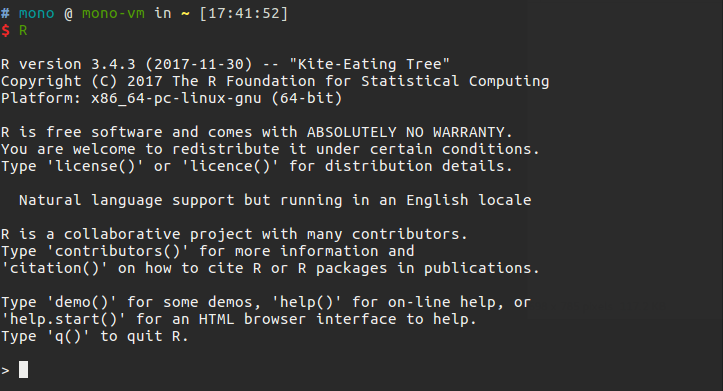 # mono @ mono-vm in ~ [17:41:52]
$ R
R version 3.4.3 (2017-11-30) -- "Kite-Eating Tree"
Copyright (C) 2017 The R Foundation for Statistical Computing
Platform: x86_64-pc-linux-gnu (64-bit)
R is free software and comes with ABSOLUTELY NO WARRANTY.
You are welcome to redistribute it under certain conditions.
Type 'license()' or 'licence()' for distribution details.
Natural language support but running in an English locale
R is a collaborative project with many contributors.
Type 'contributors()' for more information and
'citation()' on how to cite R or R packages in publications.
Type 'demo()' for some demos, 'help()' for on-line help, or
'help.start()' for an HTML browser interface to help.
Type 'q()' to quit R.
>